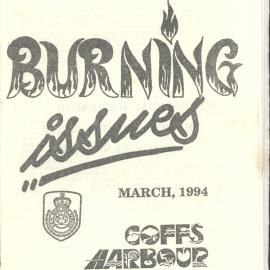 BURNING
issues
MARCH, 1994
COFFS
HARBOUR